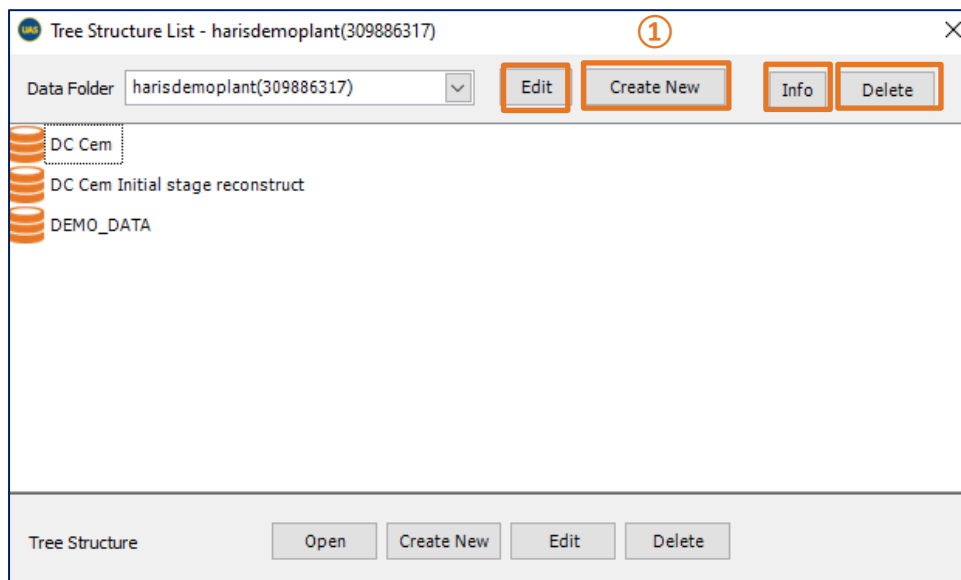 UAS Tree Structure List - harisdemoplant(309886317)
①
Data Folder harisdemoplant(309886317) Edit Create New Info Delete
DC Cem
DC Cem Initial stage reconstruct
DEMO_DATA
Tree Structure Open Create New Edit Delete